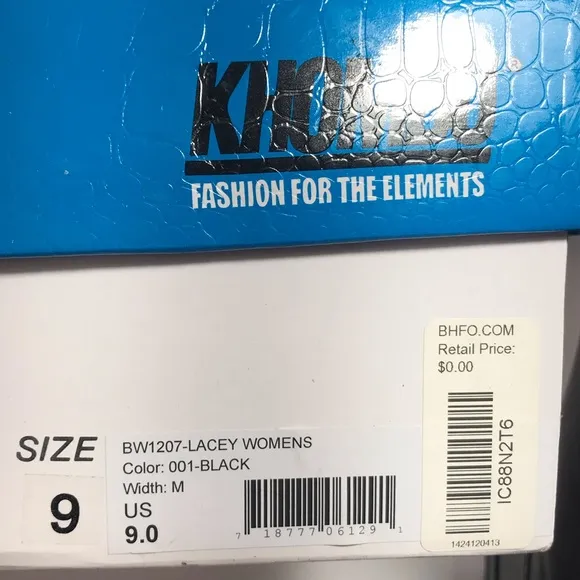 KHOMBU®
FASHION FOR THE ELEMENTS
BHFO.COM
Retail Price:
$0.00
IC88N2T6
1424120413
SIZE
9
BW1207-LACEY WOMENS
Color: 001-BLACK
Width: M
US
9.0
7 18777 06129 1